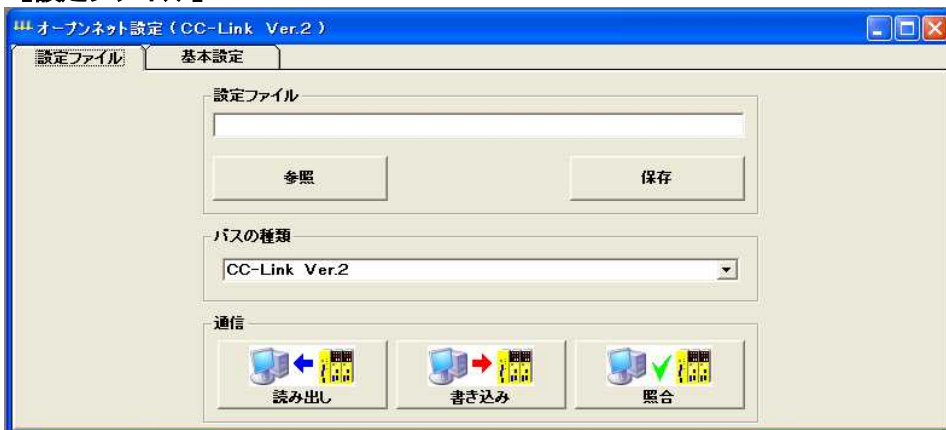 オープンネット設定（CC-Link Ver.2）
設定ファイル 基本設定
設定ファイル
参照 保存
バスの種類
CC-Link Ver.2
通信
読み出し 書き込み 照合